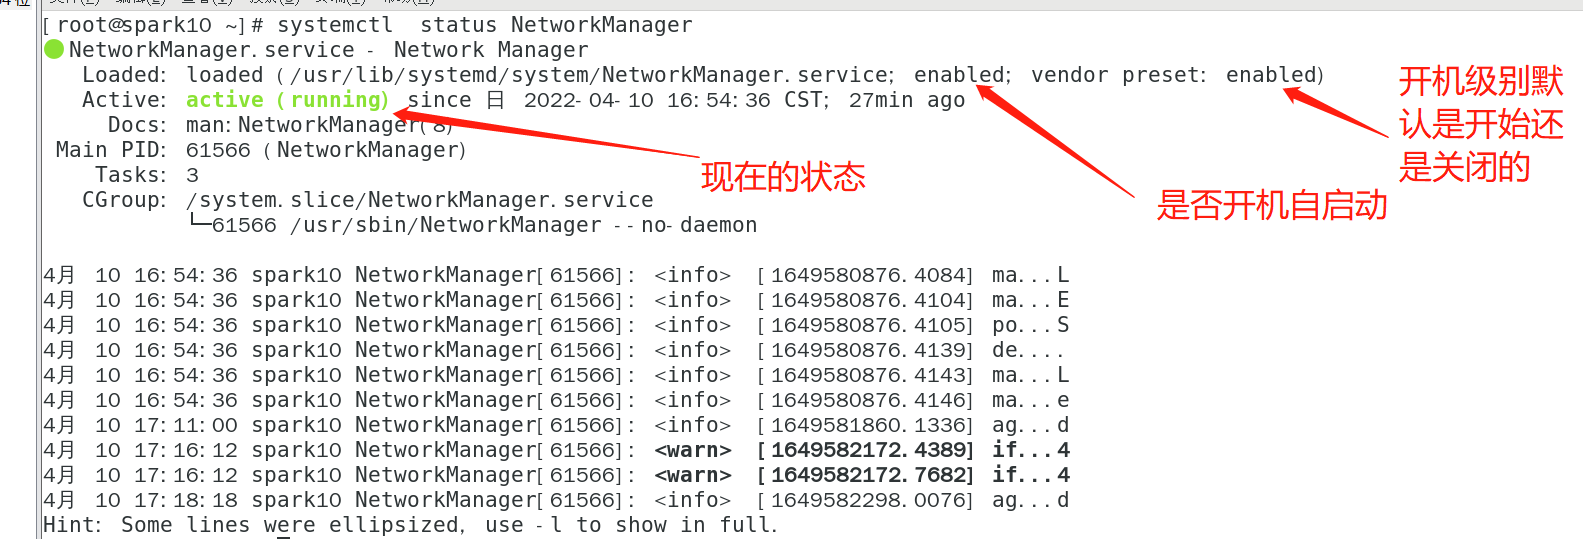 [root@spark10 ~]# systemctl  status NetworkManager
NetworkManager.service - Network Manager
Loaded: loaded (/usr/lib/systemd/system/NetworkManager.service; enabled; vendor preset: enabled)
Active: active (running) since 日 2022-04-10 16:54:36 CST; 27min ago
Docs: man:NetworkManager(8)
Main PID: 61566 (NetworkManager)
Tasks: 3
CGroup: /system.slice/NetworkManager.service
└─61566 /usr/sbin/NetworkManager --no-daemon
开机级别默
认是开始还
是关闭的
现在的状态
是否开机自启动
4月 10 16:54:36 spark10 NetworkManager[61566]: <info>  [1649580876.4084] ma...L
4月 10 16:54:36 spark10 NetworkManager[61566]: <info>  [1649580876.4104] ma...E
4月 10 16:54:36 spark10 NetworkManager[61566]: <info>  [1649580876.4105] po...S
4月 10 16:54:36 spark10 NetworkManager[61566]: <info>  [1649580876.4139] de....
4月 10 16:54:36 spark10 NetworkManager[61566]: <info>  [1649580876.4143] ma...L
4月 10 16:54:36 spark10 NetworkManager[61566]: <info>  [1649580876.4146] ma...e
4月 10 17:11:00 spark10 NetworkManager[61566]: <info>  [1649581860.1336] ag...d
4月 10 17:16:12 spark10 NetworkManager[61566]: <warn>  [1649582172.4389] if...4
4月 10 17:16:12 spark10 NetworkManager[61566]: <warn>  [1649582172.7682] if...4
4月 10 17:18:18 spark10 NetworkManager[61566]: <info>  [1649582298.0076] ag...d
Hint: Some lines were ellipsized, use -l to show in full.